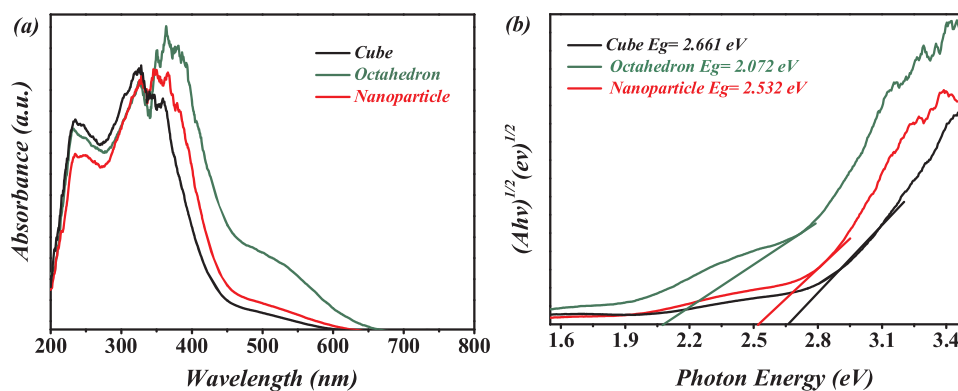 (a)
Cube
Octahedron
Nanoparticle
Absorbance (a.u.)
200 300 400 500 600 700 800
Wavelength (nm)
(b)
Cube Eg= 2.661 eV
Octahedron Eg= 2.072 eV
Nanoparticle Eg= 2.532 eV
(Ahv)^1/2(ev)^1/2
1.6 1.9 2.2 2.5 2.8 3.1 3.4
Photon Energy (eV)